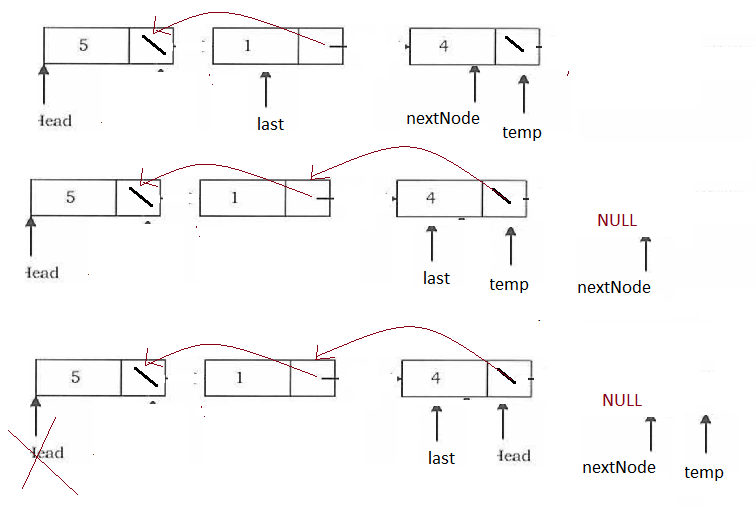 5 1 4
Head last nextNode temp
5 1 4
NULL
Head last temp nextNode
5 1 4
NULL
Head last Head nextNode temp